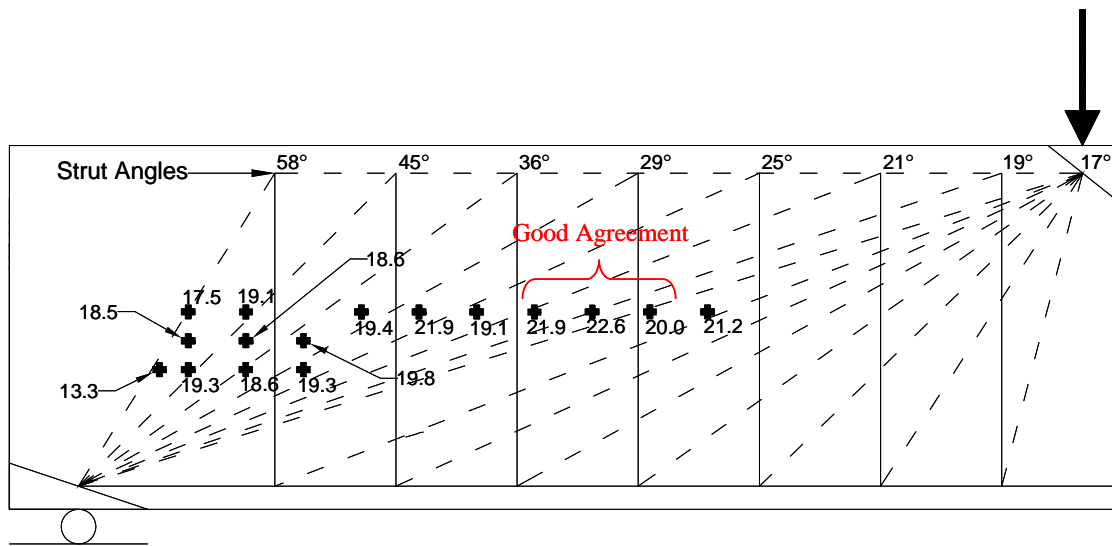 58° 45° 36° 29° 25° 21° 19° 17°
Strut Angles
Good Agreement
18.6
17.5 19.1
18.5
19.4 21.9 19.1 21.9 22.6 20.0 21.2
13.3
19.3 18.6 19.3 19.8